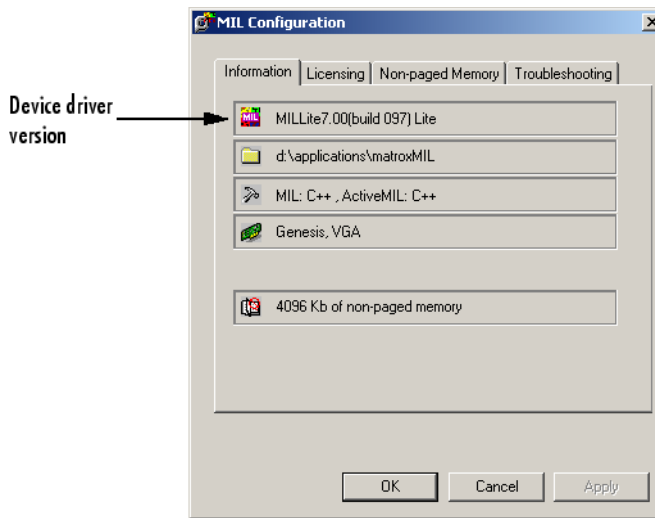 MIL Configuration
Information
Licensing
Non-paged Memory
Troubleshooting
Device driver
version
MILLite7.00(build 097) Lite
d:\applications\matroxMIL
MIL: C++ , ActiveMIL: C++
Genesis, VGA
4096 Kb of non-paged memory
OK
Cancel
Apply